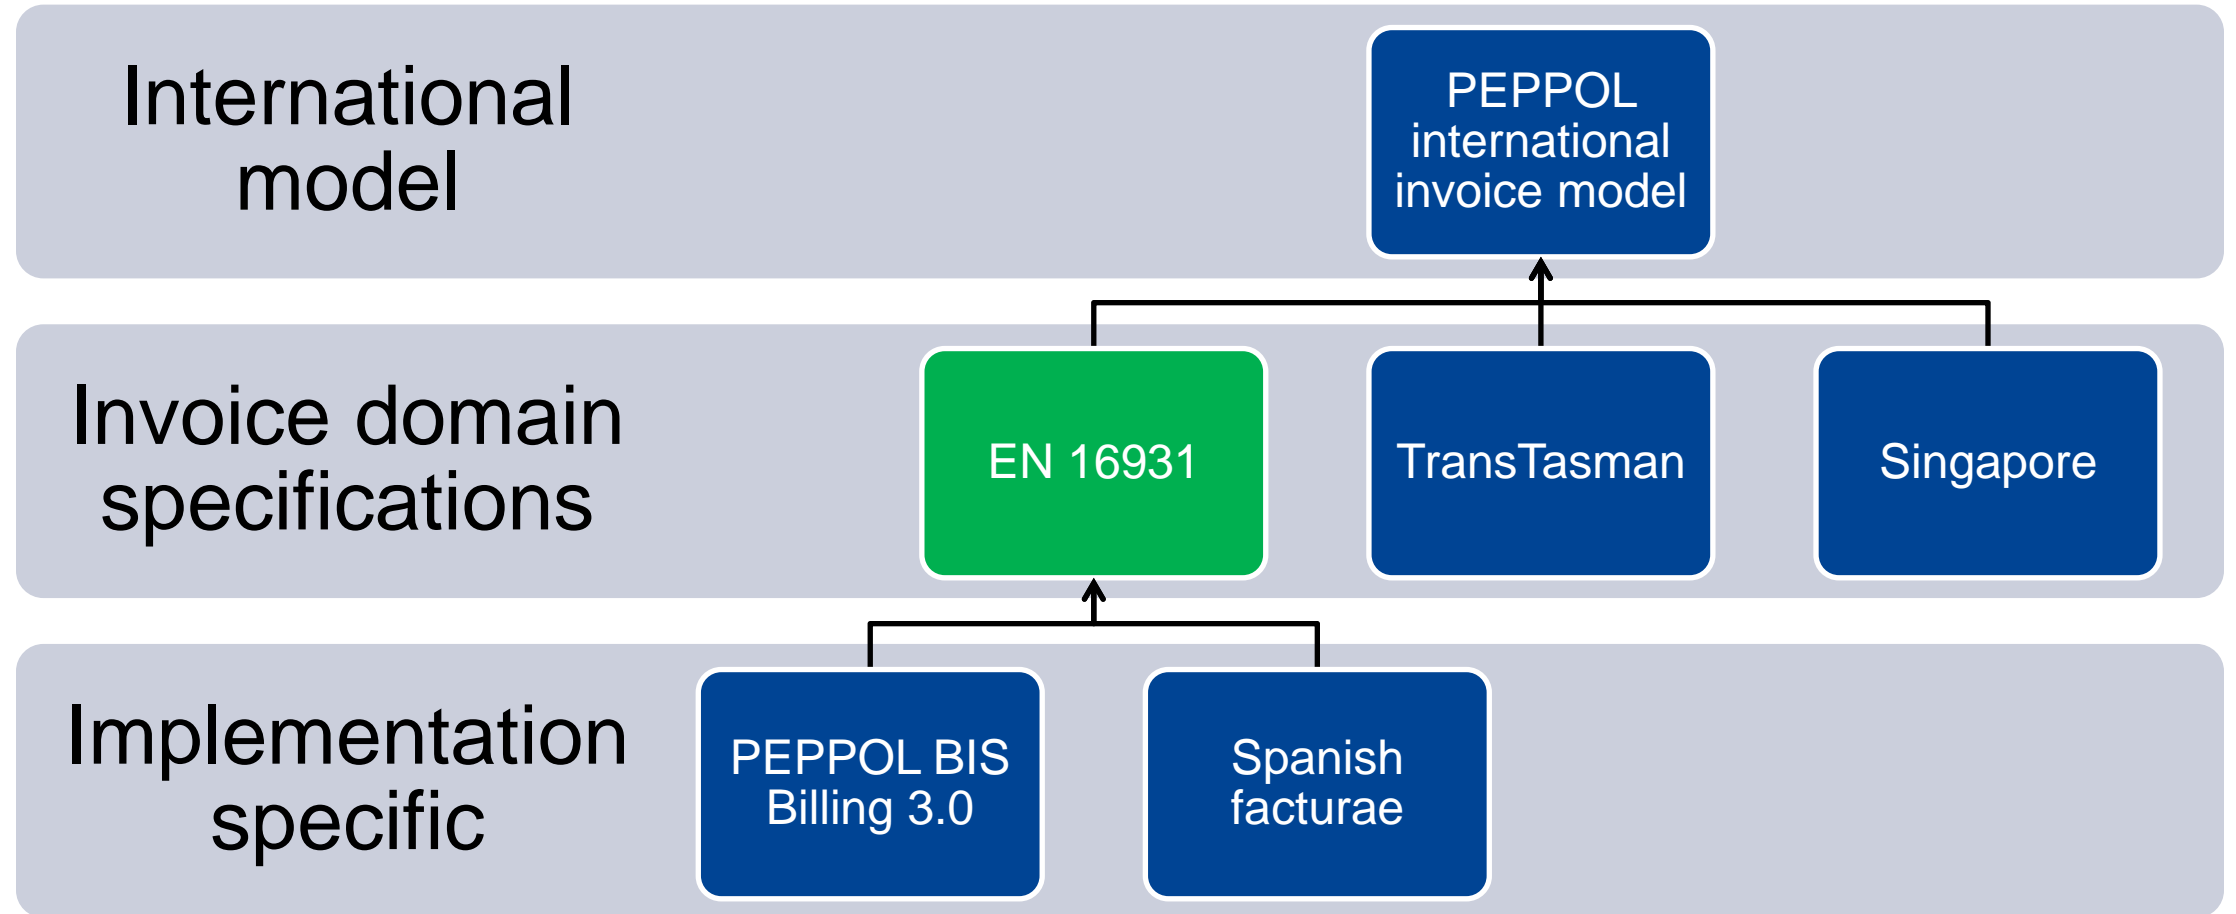 International
model
PEPPOL
international
invoice model
Invoice domain
specifications
EN 16931
TransTasman
Singapore
Implementation
specific
PEPPOL BIS
Billing 3.0
Spanish
facturae